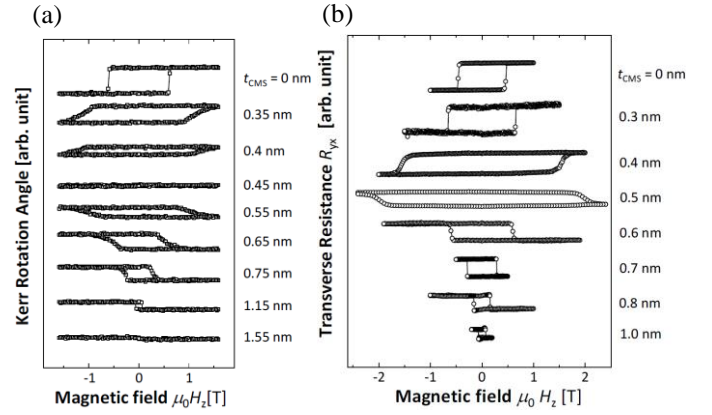 (a)
(b)
Kerr Rotation Angle [arb. unit]
t_CMS = 0 nm
0.35 nm
0.4 nm
0.45 nm
0.55 nm
0.65 nm
0.75 nm
1.15 nm
1.55 nm
-1 0 1
Magnetic field μ₀H_z[T]
Transverse Resistance R_yx [arb. unit]
t_CMS = 0 nm
0.3 nm
0.4 nm
0.5 nm
0.6 nm
0.7 nm
0.8 nm
1.0 nm
-2 -1 0 1 2
Magnetic field μ₀ H_z [T]